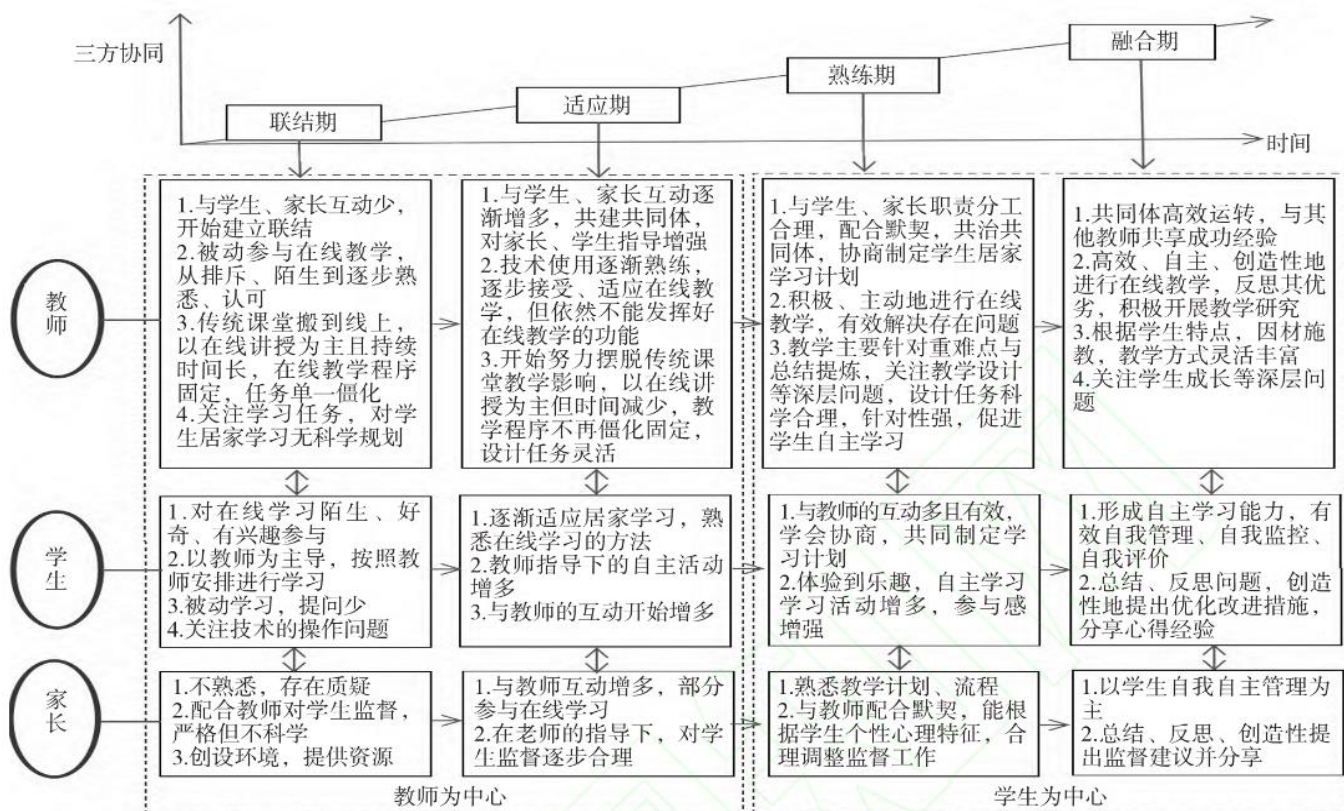 三方协同
联结期
适应期
熟练期
融合期
时间
教师
1.与学生、家长互动少，
开始建立联结
2.被动参与在线教学，
从排斥、陌生到逐步熟
悉、认可
3.传统课堂搬到线上，
以在线讲授为主且持续
时间长，在线教学程序
固定，任务单一僵化
4.关注学习任务，对学
生居家学习无科学规划
1.与学生、家长互动逐
渐增多，共建共同体，
对家长、学生指导增强
2.技术使用逐渐熟练，
逐步接受、适应在线教
学，但依然不能发挥好
在线教学的功能
3.开始努力摆脱传统课
堂教学影响，以在线讲
授为主但时间减少，教
学程序不再僵化固定，
设计任务灵活
1.与学生、家长职责分工
合理，配合默契，共治共
同体，协商制定学生居家
学习计划
2.积极、主动地进行在线
教学，有效解决存在问题
3.教学主要针对重难点与
总结提炼，关注教学设计
等深层问题，设计任务科
学合理，针对性强，促进
学生自主学习
1.共同体高效运转，与其
他教师共享成功经验
2.高效、自主、创造性地
进行在线教学，反思其优
劣，积极开展教学研究
3.根据学生特点，因材施
教，教学方式灵活丰富
4.关注学生成长等深层问
题
学生
1.对在线学习陌生、好
奇、有兴趣参与
2.以教师为主导，按照教
师安排进行学习
3.被动学习，提问少
4.关注技术的操作问题
1.逐渐适应居家学习，熟
悉在线学习的方法
2.教师指导下的自主活动
增多
3.与教师的互动开始增多
1.与教师的互动多且有效，
学会协商，共同制定学
习计划
2.体验到乐趣，自主学习
学习活动增多，参与感
增强
1.形成自主学习能力，有
效自我管理、自我监控、
自我评价
2.总结、反思问题，创造
性地提出优化改进措施，
分享心得经验
家长
1.不熟悉，存在质疑
2.配合教师对学生监督，
严格但不科学
3.创设环境，提供资源
1.与教师互动增多，部分
参与在线学习
2.在老师的指导下，对学
生监督逐步合理
1.熟悉教学计划、流程
2.与教师配合默契，能根
据学生个性心理特征，合
理调整监督工作
1.以学生自我自主管理为
主
2.总结、反思、创造性提
出监督建议并分享
教师为中心
学生为中心